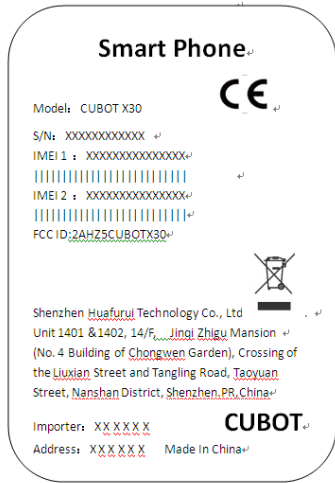 Smart Phone
CE
Model: CUBOT X30
S/N: XXXXXXXXXXXX
IMEI 1 : XXXXXXXXXXXXXXX
IMEI 2 : XXXXXXXXXXXXXXX
FCC ID:2AHZ5CUBOTX30
Shenzhen Huafurui Technology Co., Ltd .
Unit 1401 &1402, 14/F, Jinqi Zhigu Mansion
(No. 4 Building of Chongwen Garden), Crossing of
the Liuxian Street and Tangling Road, Taoyuan
Street, Nanshan District, Shenzhen.PR,China
Importer: XXXXXX CUBOT
Address: XXXXXX Made In China